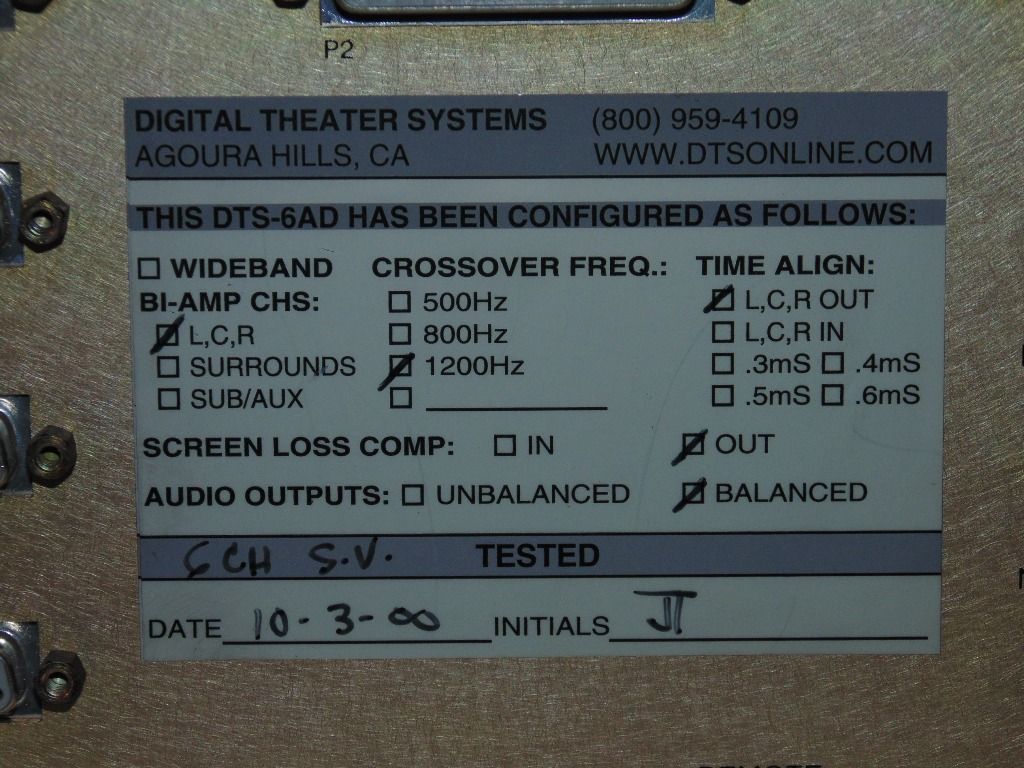 P2
DIGITAL THEATER SYSTEMS (800) 959-4109
AGOURA HILLS, CA WWW.DTSONLINE.COM
THIS DTS-6AD HAS BEEN CONFIGURED AS FOLLOWS:
WIDEBAND CROSSOVER FREQ.: TIME ALIGN:
BI-AMP CHS: 500Hz L,C,R OUT
L,C,R 800Hz L,C,R IN
SURROUNDS 1200Hz .3mS .4mS
SUB/AUX .5mS .6mS
SCREEN LOSS COMP: IN OUT
AUDIO OUTPUTS: UNBALANCED BALANCED
6CH S.V. TESTED
DATE 10-3-00 INITIALS JT